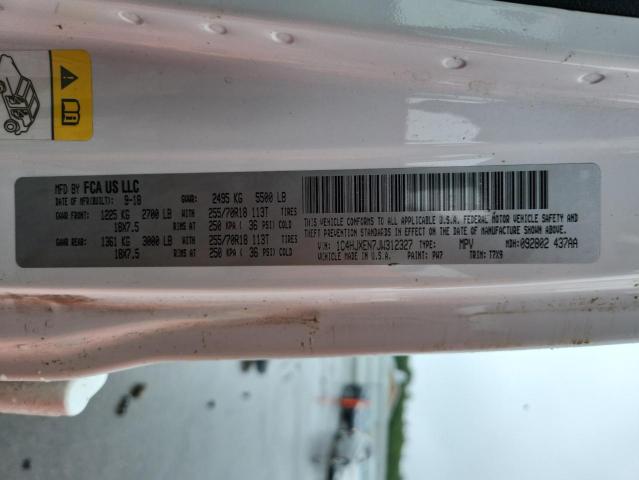 MFD BY FCA US LLC
DATE OF MFR(BUILT): 9-18 GVWR: 2495 KG 5500 LB
FRONT GAWR: 1225 KG 2700 LB WITH 255/70R18 113T TIRES
18X7.5 RIMS AT 250 KPA ( 36 PSI) COLD
REAR GAWR: 1361 KG 3000 LB WITH 255/70R18 113T TIRES
18X7.5 RIMS AT 250 KPA ( 36 PSI) COLD
THIS VEHICLE CONFORMS TO ALL APPLICABLE U.S.A. FEDERAL MOTOR VEHICLE SAFETY AND
THEFT PREVENTION STANDARDS IN EFFECT ON THE DATE OF MANUFACTURE SHOWN ABOVE.
VIN: 1C4HJXEN7JW312327 TYPE: MPV MDH: 092802 437AA
VEHICLE MADE IN U.S.A. PAINT: PW7 TRIM: T7X9